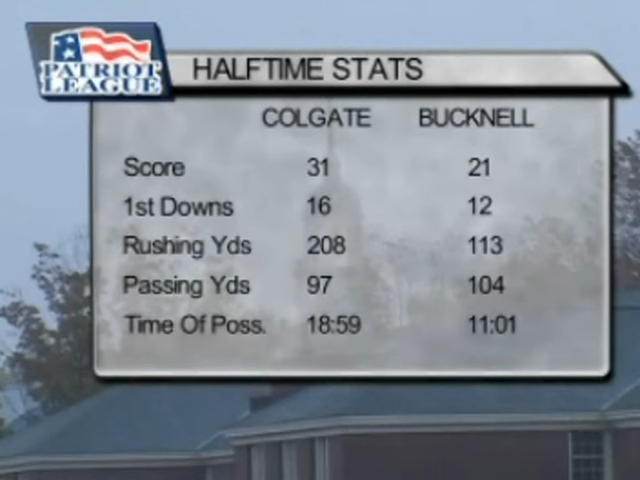 PATRIOT
LEAGUE
HALFTIME STATS
COLGATE BUCKNELL
Score 31 21
1st Downs 16 12
Rushing Yds 208 113
Passing Yds 97 104
Time Of Poss. 18:59 11:01